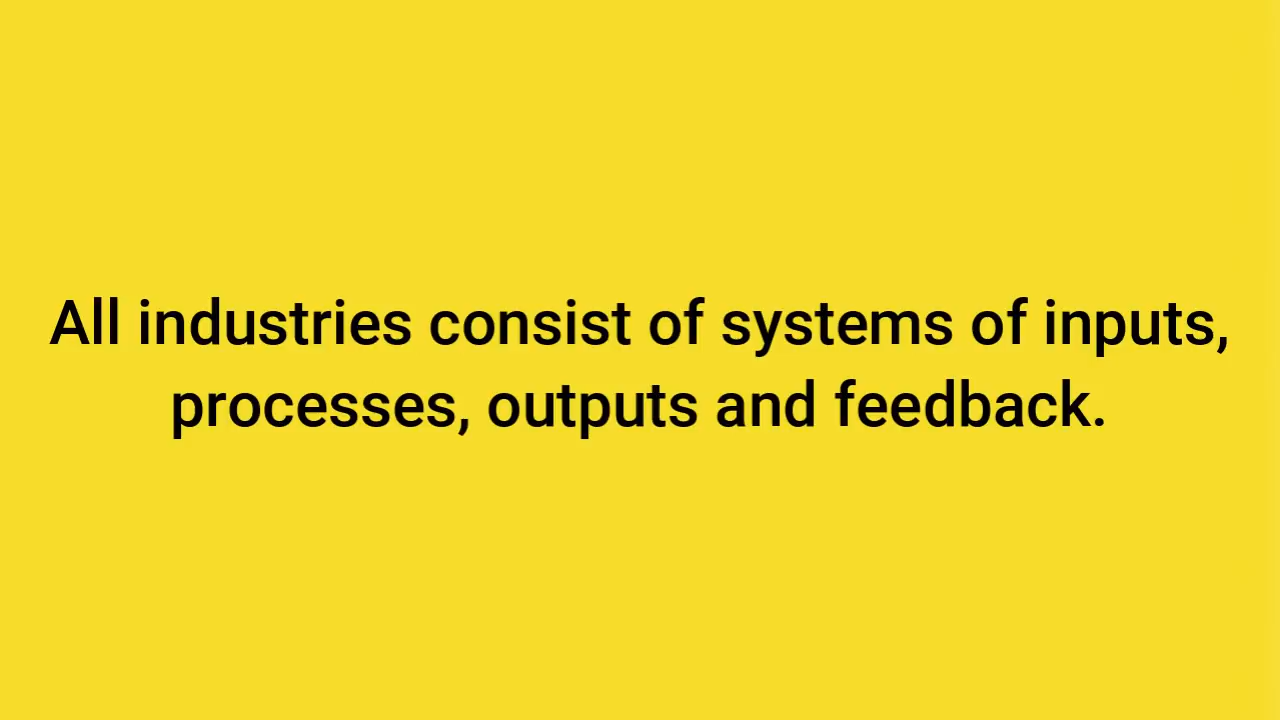 All industries consist of systems of inputs,
processes, outputs and feedback.